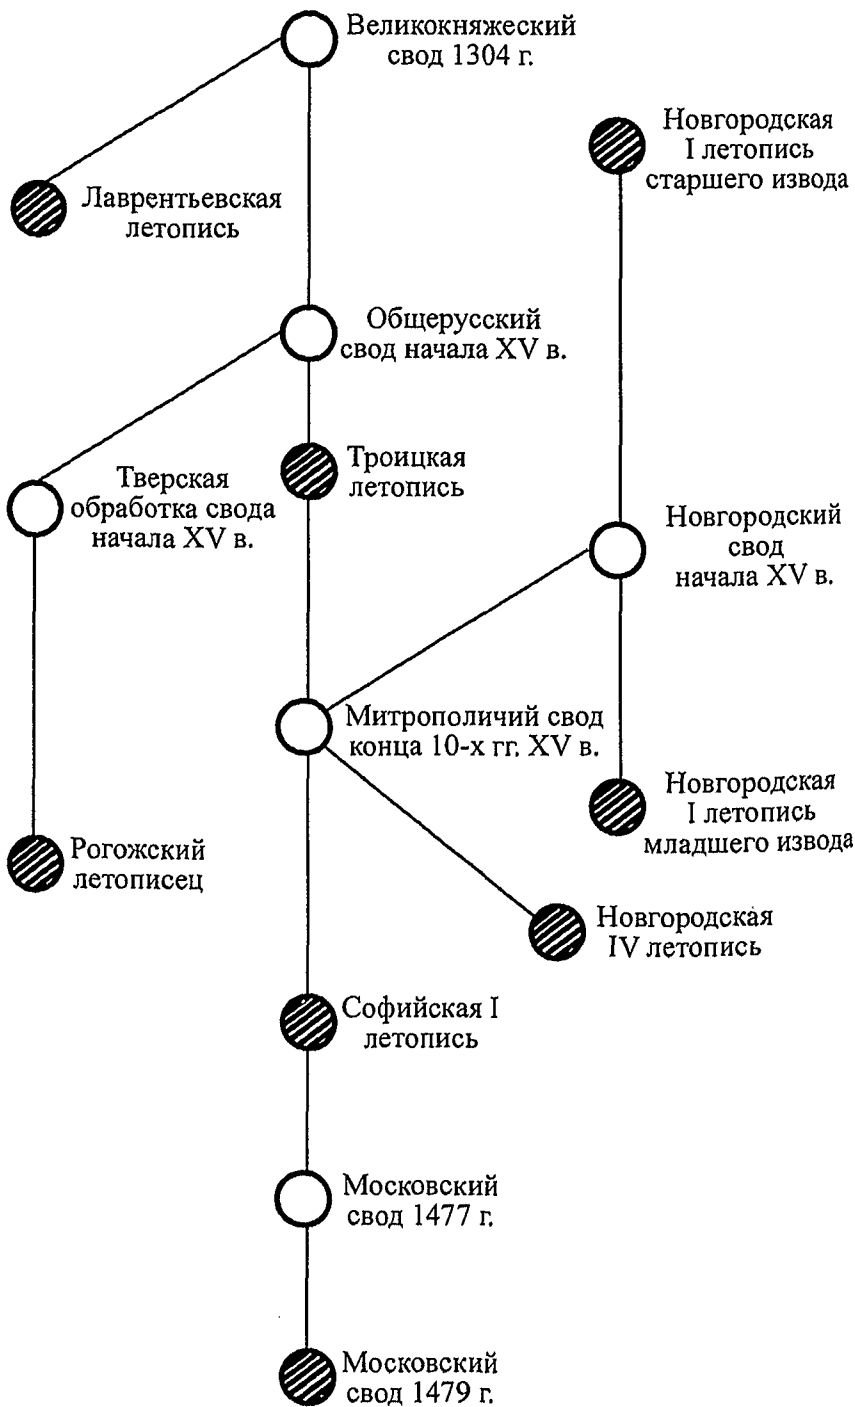 Великокняжеский
свод 1304 г.
Новгородская
I летопись
старшего извода
Лаврентьевская
летопись
Общерусский
свод начала XV в.
Тверская
обработка свода
начала XV в.
Троицкая
летопись
Новгородский
свод
начала XV в.
Митрополичий свод
конца 10-х гг. XV в.
Новгородская
I летопись
младшего извода
Рогожский
летописец
Новгородская
IV летопись
Софийская I
летопись
Московский
свод 1477 г.
Московский
свод 1479 г.